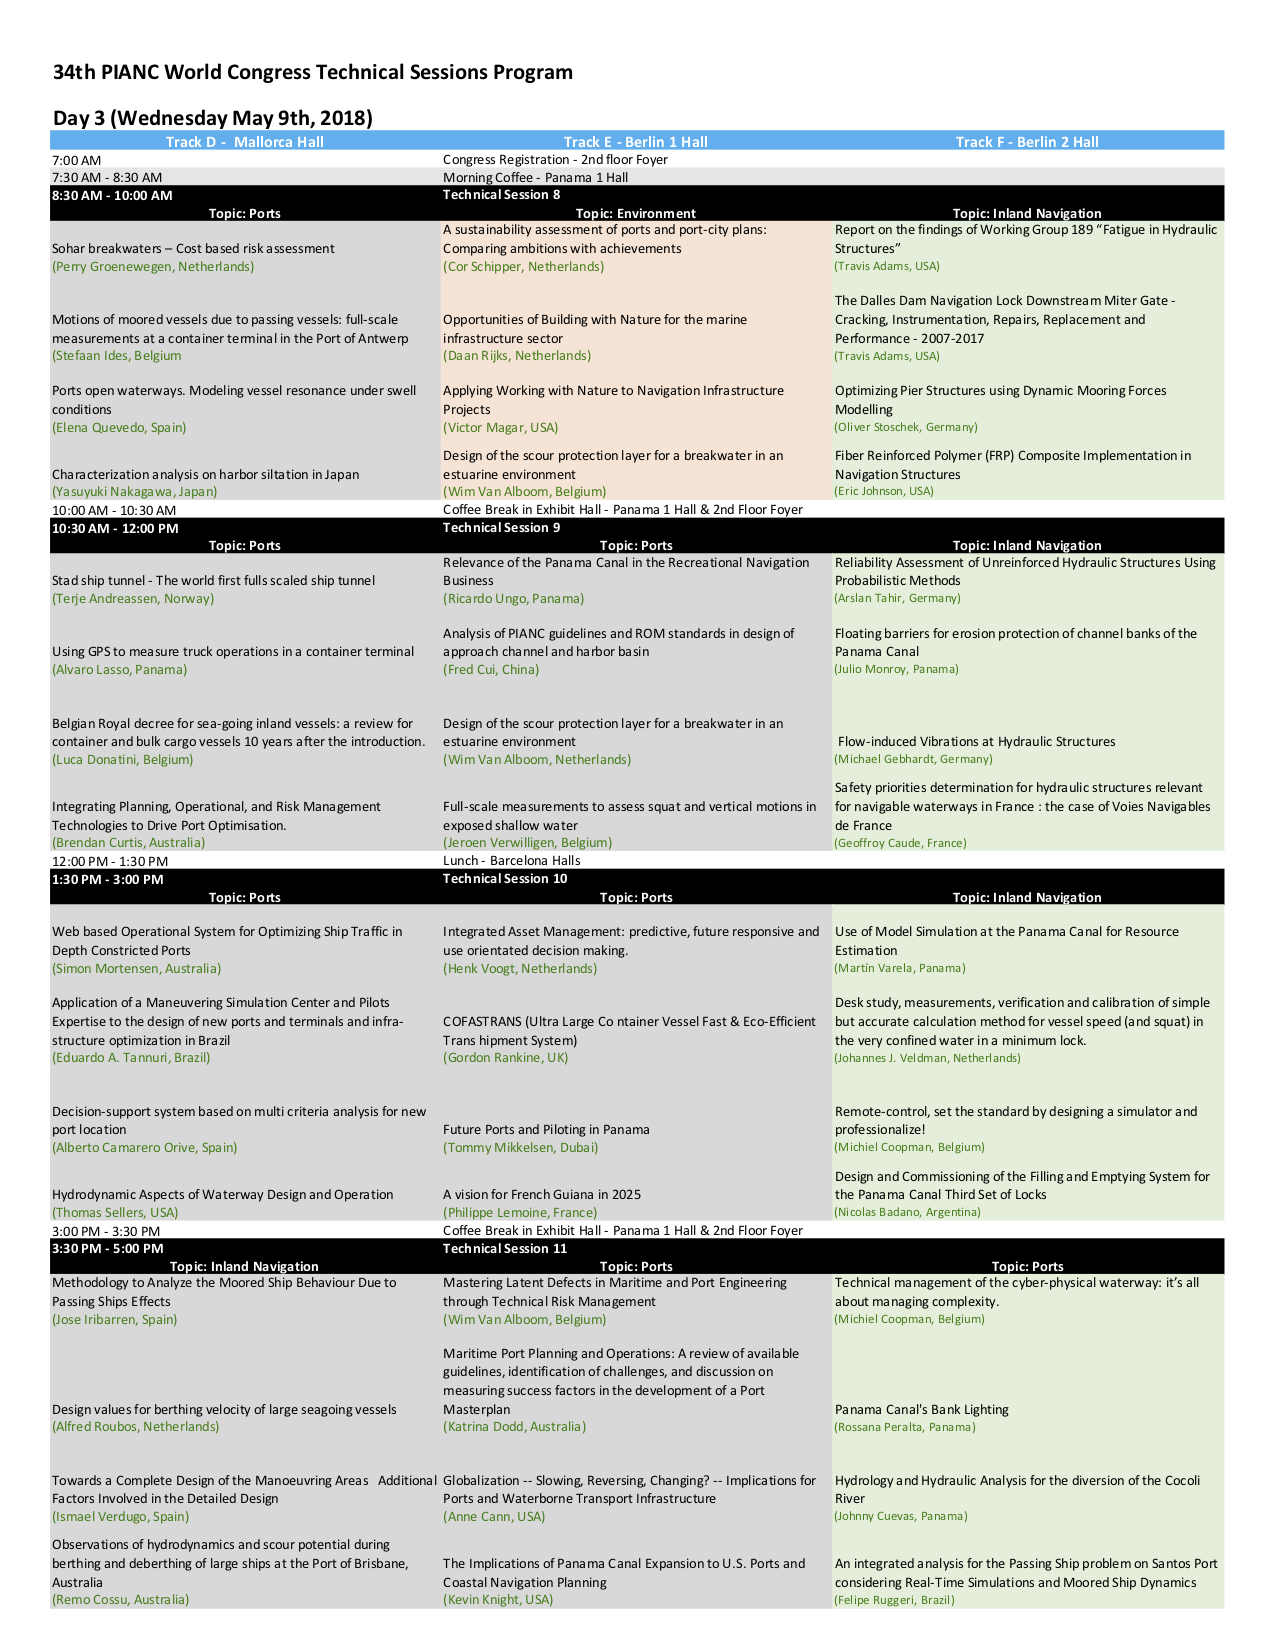 34th PIANC World Congress Technical Sessions Program
Day 3 (Wednesday May 9th, 2018)
Track D - Mallorca Hall
Track E - Berlin 1 Hall
Track F - Berlin 2 Hall
7:00 AM
Congress Registration - 2nd floor Foyer
7:30 AM - 8:30 AM
Morning Coffee - Panama 1 Hall
8:30 AM - 10:00 AM
Technical Session 8
Topic: Ports
Topic: Environment
Topic: Inland Navigation
Sohar breakwaters – Cost based risk assessment
(Perry Groenewegen, Netherlands)
A sustainability assessment of ports and port-city plans:
Comparing ambitions with achievements
(Cor Schipper, Netherlands)
Report on the findings of Working Group 189 “Fatigue in Hydraulic
Structures”
(Travis Adams, USA)
Motions of moored vessels due to passing vessels: full-scale
measurements at a container terminal in the Port of Antwerp
(Stefaan Ides, Belgium
Opportunities of Building with Nature for the marine
infrastructure sector
(Daan Rijks, Netherlands)
The Dalles Dam Navigation Lock Downstream Miter Gate -
Cracking, Instrumentation, Repairs, Replacement and
Performance - 2007-2017
(Travis Adams, USA)
Ports open waterways. Modeling vessel resonance under swell
conditions
(Elena Quevedo, Spain)
Applying Working with Nature to Navigation Infrastructure
Projects
(Victor Magar, USA)
Optimizing Pier Structures using Dynamic Mooring Forces
Modelling
(Oliver Stoschek, Germany)
Characterization analysis on harbor siltation in Japan
(Yasuyuki Nakagawa, Japan)
Design of the scour protection layer for a breakwater in an
estuarine environment
(Wim Van Alboom, Belgium)
Fiber Reinforced Polymer (FRP) Composite Implementation in
Navigation Structures
(Eric Johnson, USA)
10:00 AM - 10:30 AM
Coffee Break in Exhibit Hall - Panama 1 Hall & 2nd Floor Foyer
10:30 AM - 12:00 PM
Technical Session 9
Topic: Ports
Topic: Ports
Topic: Inland Navigation
Stad ship tunnel - The world first fulls scaled ship tunnel
(Terje Andreassen, Norway)
Relevance of the Panama Canal in the Recreational Navigation
Business
(Ricardo Ungo, Panama)
Reliability Assessment of Unreinforced Hydraulic Structures Using
Probabilistic Methods
(Arslan Tahir, Germany)
Using GPS to measure truck operations in a container terminal
(Alvaro Lasso, Panama)
Analysis of PIANC guidelines and ROM standards in design of
approach channel and harbor basin
(Fred Cui, China)
Floating barriers for erosion protection of channel banks of the
Panama Canal
(Julio Monroy, Panama)
Belgian Royal decree for sea-going inland vessels: a review for
container and bulk cargo vessels 10 years after the introduction.
(Luca Donatini, Belgium)
Design of the scour protection layer for a breakwater in an
estuarine environment
(Wim Van Alboom, Netherlands)
Flow-induced Vibrations at Hydraulic Structures
(Michael Gebhardt, Germany)
Integrating Planning, Operational, and Risk Management
Technologies to Drive Port Optimisation.
(Brendan Curtis, Australia)
Full-scale measurements to assess squat and vertical motions in
exposed shallow water
(Jeroen Verwilligen, Belgium)
Safety priorities determination for hydraulic structures relevant
for navigable waterways in France : the case of Voies Navigables
de France
(Geoffroy Caude, France)
12:00 PM - 1:30 PM
Lunch - Barcelona Halls
1:30 PM - 3:00 PM
Technical Session 10
Topic: Ports
Topic: Ports
Topic: Inland Navigation
Web based Operational System for Optimizing Ship Traffic in
Depth Constricted Ports
(Simon Mortensen, Australia)
Integrated Asset Management: predictive, future responsive and
use orientated decision making.
(Henk Voogt, Netherlands)
Use of Model Simulation at the Panama Canal for Resource
Estimation
(Martín Varela, Panama)
Application of a Maneuvering Simulation Center and Pilots
Expertise to the design of new ports and terminals and infra-
structure optimization in Brazil
(Eduardo A. Tannuri, Brazil)
COFASTRANS (Ultra Large Co ntainer Vessel Fast & Eco-Efficient
Trans hipment System)
(Gordon Rankine, UK)
Desk study, measurements, verification and calibration of simple
but accurate calculation method for vessel speed (and squat) in
the very confined water in a minimum lock.
(Johannes J. Veldman, Netherlands)
Decision-support system based on multi criteria analysis for new
port location
(Alberto Camarero Orive, Spain)
Future Ports and Piloting in Panama
(Tommy Mikkelsen, Dubai)
Remote-control, set the standard by designing a simulator and
professionalize!
(Michiel Coopman, Belgium)
Hydrodynamic Aspects of Waterway Design and Operation
(Thomas Sellers, USA)
A vision for French Guiana in 2025
(Philippe Lemoine, France)
Design and Commissioning of the Filling and Emptying System for
the Panama Canal Third Set of Locks
(Nicolas Badano, Argentina)
3:00 PM - 3:30 PM
Coffee Break in Exhibit Hall - Panama 1 Hall & 2nd Floor Foyer
3:30 PM - 5:00 PM
Technical Session 11
Topic: Inland Navigation
Topic: Ports
Topic: Ports
Methodology to Analyze the Moored Ship Behaviour Due to
Passing Ships Effects
(Jose Iribarren, Spain)
Mastering Latent Defects in Maritime and Port Engineering
through Technical Risk Management
(Wim Van Alboom, Belgium)
Technical management of the cyber-physical waterway: it’s all
about managing complexity.
(Michiel Coopman, Belgium)
Design values for berthing velocity of large seagoing vessels
(Alfred Roubos, Netherlands)
Maritime Port Planning and Operations: A review of available
guidelines, identification of challenges, and discussion on
measuring success factors in the development of a Port
Masterplan
(Katrina Dodd, Australia)
Panama Canal's Bank Lighting
(Rossana Peralta, Panama)
Towards a Complete Design of the Manoeuvring Areas Additional
Factors Involved in the Detailed Design
(Ismael Verdugo, Spain)
Globalization -- Slowing, Reversing, Changing? -- Implications for
Ports and Waterborne Transport Infrastructure
(Anne Cann, USA)
Hydrology and Hydraulic Analysis for the diversion of the Cocoli
River
(Johnny Cuevas, Panama)
Observations of hydrodynamics and scour potential during
berthing and deberthing of large ships at the Port of Brisbane,
Australia
(Remo Cossu, Australia)
The Implications of Panama Canal Expansion to U.S. Ports and
Coastal Navigation Planning
(Kevin Knight, USA)
An integrated analysis for the Passing Ship problem on Santos Port
considering Real-Time Simulations and Moored Ship Dynamics
(Felipe Ruggeri, Brazil)